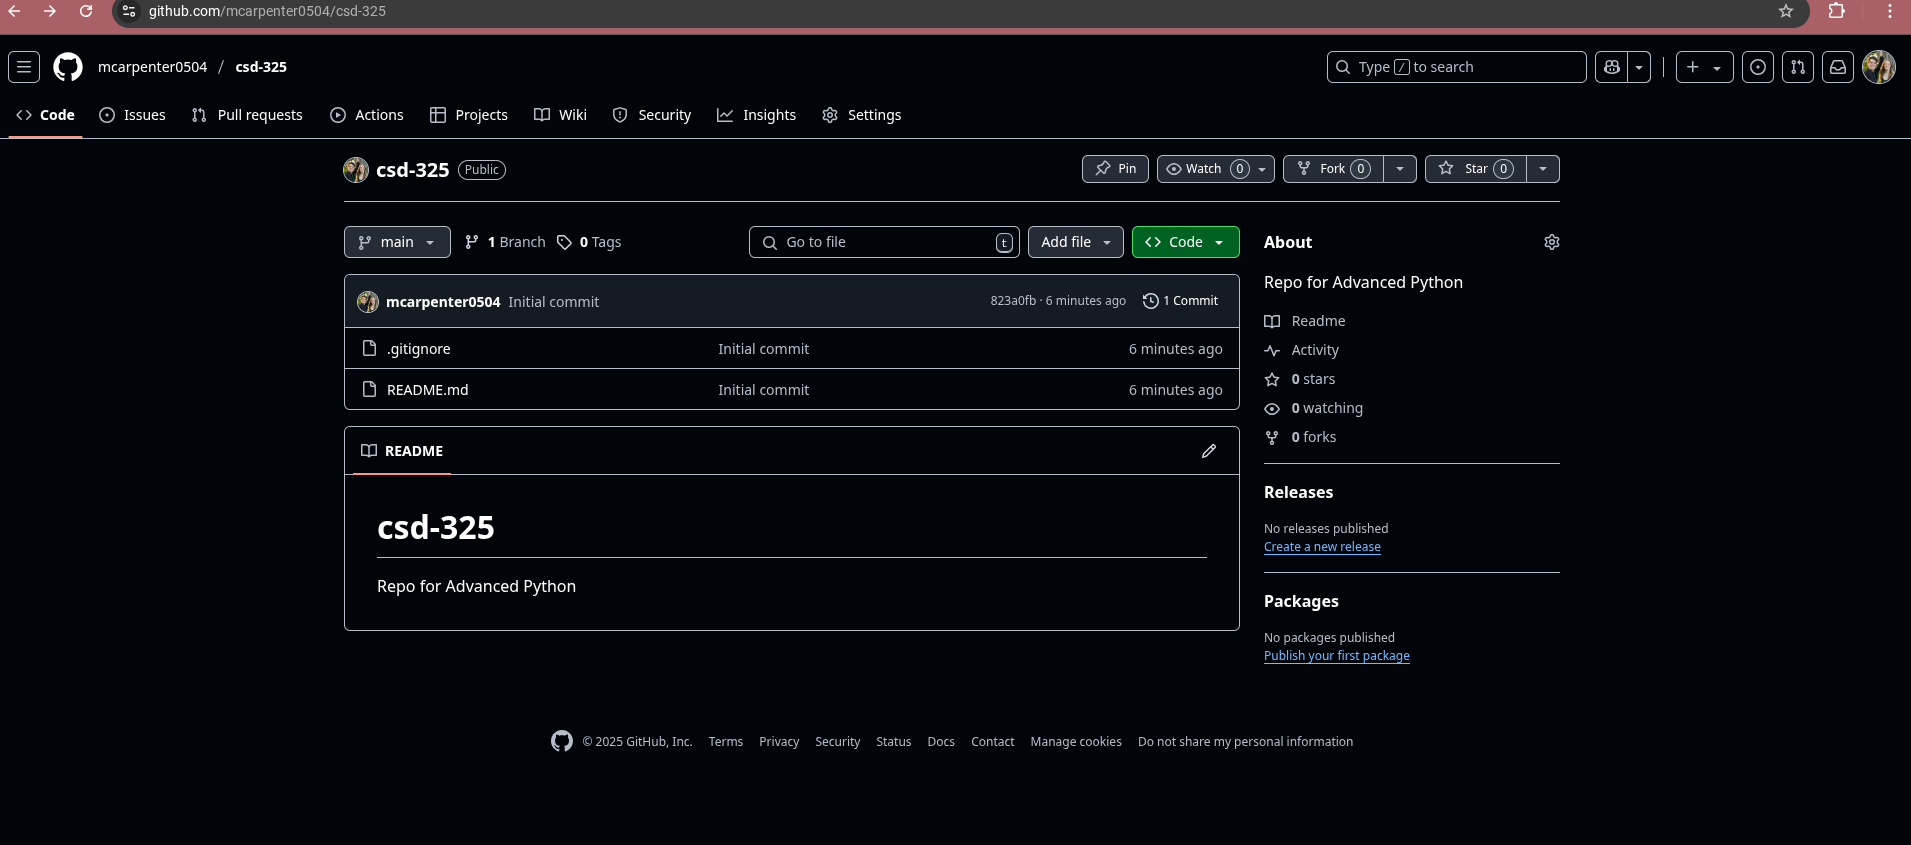 github.com/mcarpenter0504/csd-325
mcarpenter0504 / csd-325
Type / to search
Code Issues Pull requests Actions Projects Wiki Security Insights Settings
csd-325 Public
Pin Watch 0 Fork 0 Star 0
main 1 Branch 0 Tags Go to file t Add file Code
mcarpenter0504 Initial commit 823a0fb · 6 minutes ago 1 Commit
.gitignore Initial commit 6 minutes ago
README.md Initial commit 6 minutes ago
README
csd-325
Repo for Advanced Python
About
Repo for Advanced Python
Readme
Activity
0 stars
0 watching
0 forks
Releases
No releases published
Create a new release
Packages
No packages published
Publish your first package
© 2025 GitHub, Inc. Terms Privacy Security Status Docs Contact Manage cookies Do not share my personal information